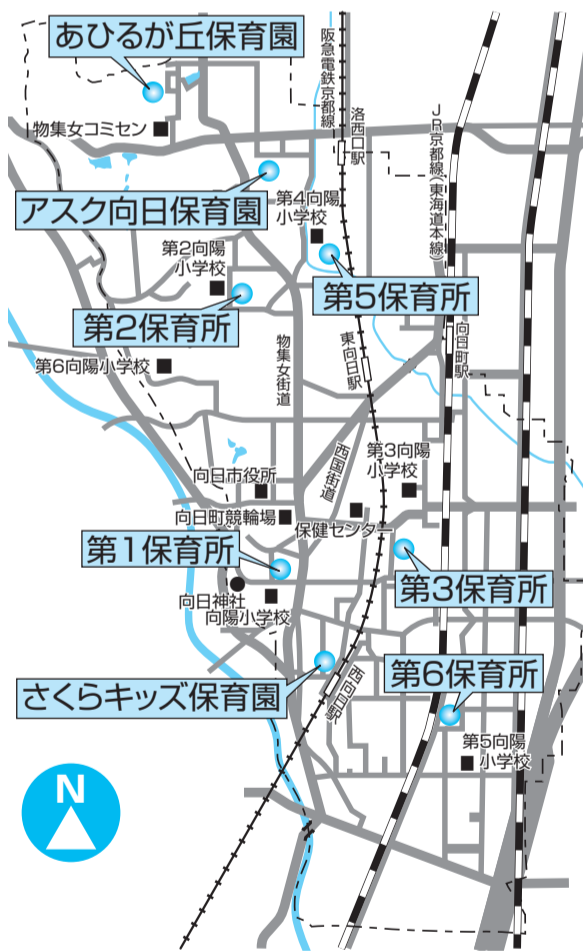 あひるが丘保育園
阪急電鉄京都線
洛西口駅
JR京都線(東海道本線)
物集女コミセン
アスク向日保育園
第4向陽
小学校
第2向陽
小学校
第5保育所
第2保育所
物集女街道
東向日駅
向日町駅
第6向陽小学校
西国街道
第3向陽
小学校
向日市役所
向日町競輪場
保健センター
第1保育所
第3保育所
向日神社
向陽小学校
さくらキッズ保育園
西向日駅
第6保育所
第5向陽
小学校
N